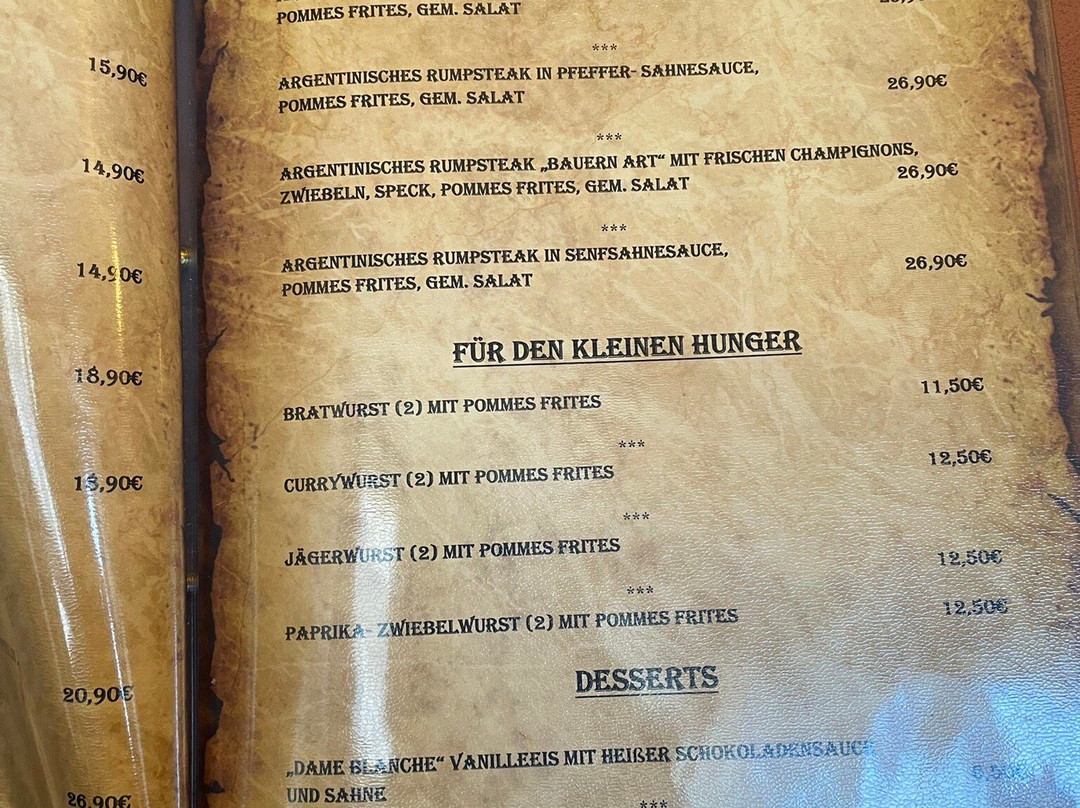 15,90€
14,90€
14,90€
18,90€
20,90€
26,90€
POMMES FRITES, GEM. SALAT
***
ARGENTINISCHES RUMPSTEAK IN PFEFFER- SAHNESAUCE,
POMMES FRITES, GEM. SALAT
26,90€
***
ARGENTINISCHES RUMPSTEAK „BAUERN ART“ MIT FRISCHEN CHAMPIGNONS,
ZWIEBELN, SPECK, POMMES FRITES, GEM. SALAT
26,90€
***
ARGENTINISCHES RUMPSTEAK IN SENFSAHNESAUCE,
POMMES FRITES, GEM. SALAT
26,90€
FÜR DEN KLEINEN HUNGER
BRATWURST (2) MIT POMMES FRITES 11,50€
***
CURRYWURST (2) MIT POMMES FRITES 12,50€
***
JÄGERWURST (2) MIT POMMES FRITES 12,50€
***
PAPRIKA- ZWIEBELWURST (2) MIT POMMES FRITES 12,50€
DESSERTS
„DAME BLANCHE“ VANILLEEIS MIT HEIßER SCHOKOLADENSAUCE
UND SAHNE
***